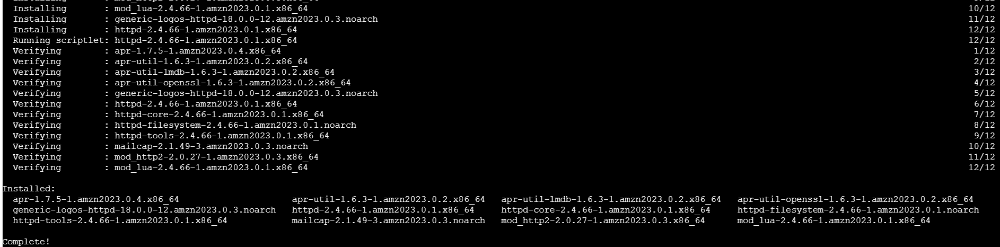 Installing       : mod_lua-2.4.66-1.amzn2023.0.1.x86_64 10/12
Installing       : generic-logos-httpd-18.0.0-12.amzn2023.0.3.noarch 11/12
Installing       : httpd-2.4.66-1.amzn2023.0.1.x86_64 12/12
Running scriptlet: httpd-2.4.66-1.amzn2023.0.1.x86_64 12/12
Verifying        : apr-1.7.5-1.amzn2023.0.4.x86_64 1/12
Verifying        : apr-util-1.6.3-1.amzn2023.0.2.x86_64 2/12
Verifying        : apr-util-lmdb-1.6.3-1.amzn2023.0.2.x86_64 3/12
Verifying        : apr-util-openssl-1.6.3-1.amzn2023.0.2.x86_64 4/12
Verifying        : generic-logos-httpd-18.0.0-12.amzn2023.0.3.noarch 5/12
Verifying        : httpd-2.4.66-1.amzn2023.0.1.x86_64 6/12
Verifying        : httpd-core-2.4.66-1.amzn2023.0.1.x86_64 7/12
Verifying        : httpd-filesystem-2.4.66-1.amzn2023.0.1.noarch 8/12
Verifying        : httpd-tools-2.4.66-1.amzn2023.0.1.x86_64 9/12
Verifying        : mailcap-2.1.49-3.amzn2023.0.3.noarch 10/12
Verifying        : mod_http2-2.0.27-1.amzn2023.0.3.x86_64 11/12
Verifying        : mod_lua-2.4.66-1.amzn2023.0.1.x86_64 12/12
Installed:
apr-1.7.5-1.amzn2023.0.4.x86_64 apr-util-1.6.3-1.amzn2023.0.2.x86_64 apr-util-lmdb-1.6.3-1.amzn2023.0.2.x86_64 apr-util-openssl-1.6.3-1.amzn2023.0.2.x86_64
generic-logos-httpd-18.0.0-12.amzn2023.0.3.noarch httpd-2.4.66-1.amzn2023.0.1.x86_64 httpd-core-2.4.66-1.amzn2023.0.1.x86_64 httpd-filesystem-2.4.66-1.amzn2023.0.1.noarch
httpd-tools-2.4.66-1.amzn2023.0.1.x86_64 mailcap-2.1.49-3.amzn2023.0.3.noarch mod_http2-2.0.27-1.amzn2023.0.3.x86_64 mod_lua-2.4.66-1.amzn2023.0.1.x86_64
Complete!